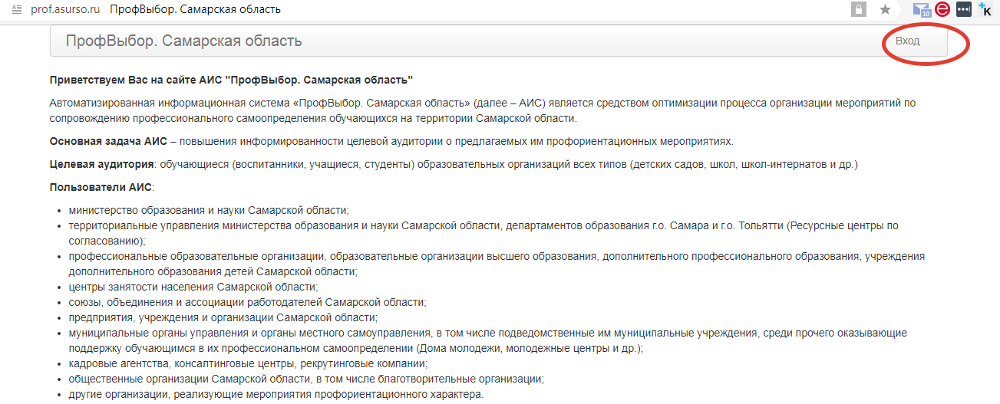 prof.asurso.ru ПрофВыбор. Самарская область
10
K
ПрофВыбор. Самарская область
Вход
Приветствуем Вас на сайте АИС "ПрофВыбор. Самарская область"
Автоматизированная информационная система «ПрофВыбор. Самарская область» (далее – АИС) является средством оптимизации процесса организации мероприятий по
сопровождению профессионального самоопределения обучающихся на территории Самарской области.
Основная задача АИС – повышения информированности целевой аудитории о предлагаемых им профориентационных мероприятиях.
Целевая аудитория: обучающиеся (воспитанники, учащиеся, студенты) образовательных организаций всех типов (детских садов, школ, школ-интернатов и др.)
Пользователи АИС:
• министерство образования и науки Самарской области;
• территориальные управления министерства образования и науки Самарской области, департаментов образования г.о. Самара и г.о. Тольятти (Ресурсные центры по
согласованию);
• профессиональные образовательные организации, образовательные организации высшего образования, дополнительного профессионального образования, учреждения
дополнительного образования детей Самарской области;
• центры занятости населения Самарской области;
• союзы, объединения и ассоциации работодателей Самарской области;
• предприятия, учреждения и организации Самарской области;
• муниципальные органы управления и органы местного самоуправления, в том числе подведомственные им муниципальные учреждения, среди прочего оказывающие
поддержку обучающимся в их профессиональном самоопределении (Дома молодежи, молодежные центры и др.);
• кадровые агентства, консалтинговые центры, рекрутинговые компании;
• общественные организации Самарской области, в том числе благотворительные организации;
• другие организации, реализующие мероприятия профориентационного характера.